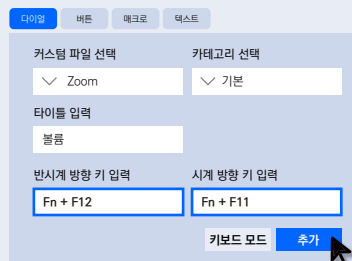 다이얼 버튼 매크로 텍스트
커스텀 파일 선택 카테고리 선택
Zoom 기본
타이틀 입력
볼륨
반시계 방향 키 입력 시계 방향 키 입력
Fn + F12 Fn + F11
키보드 모드 추가